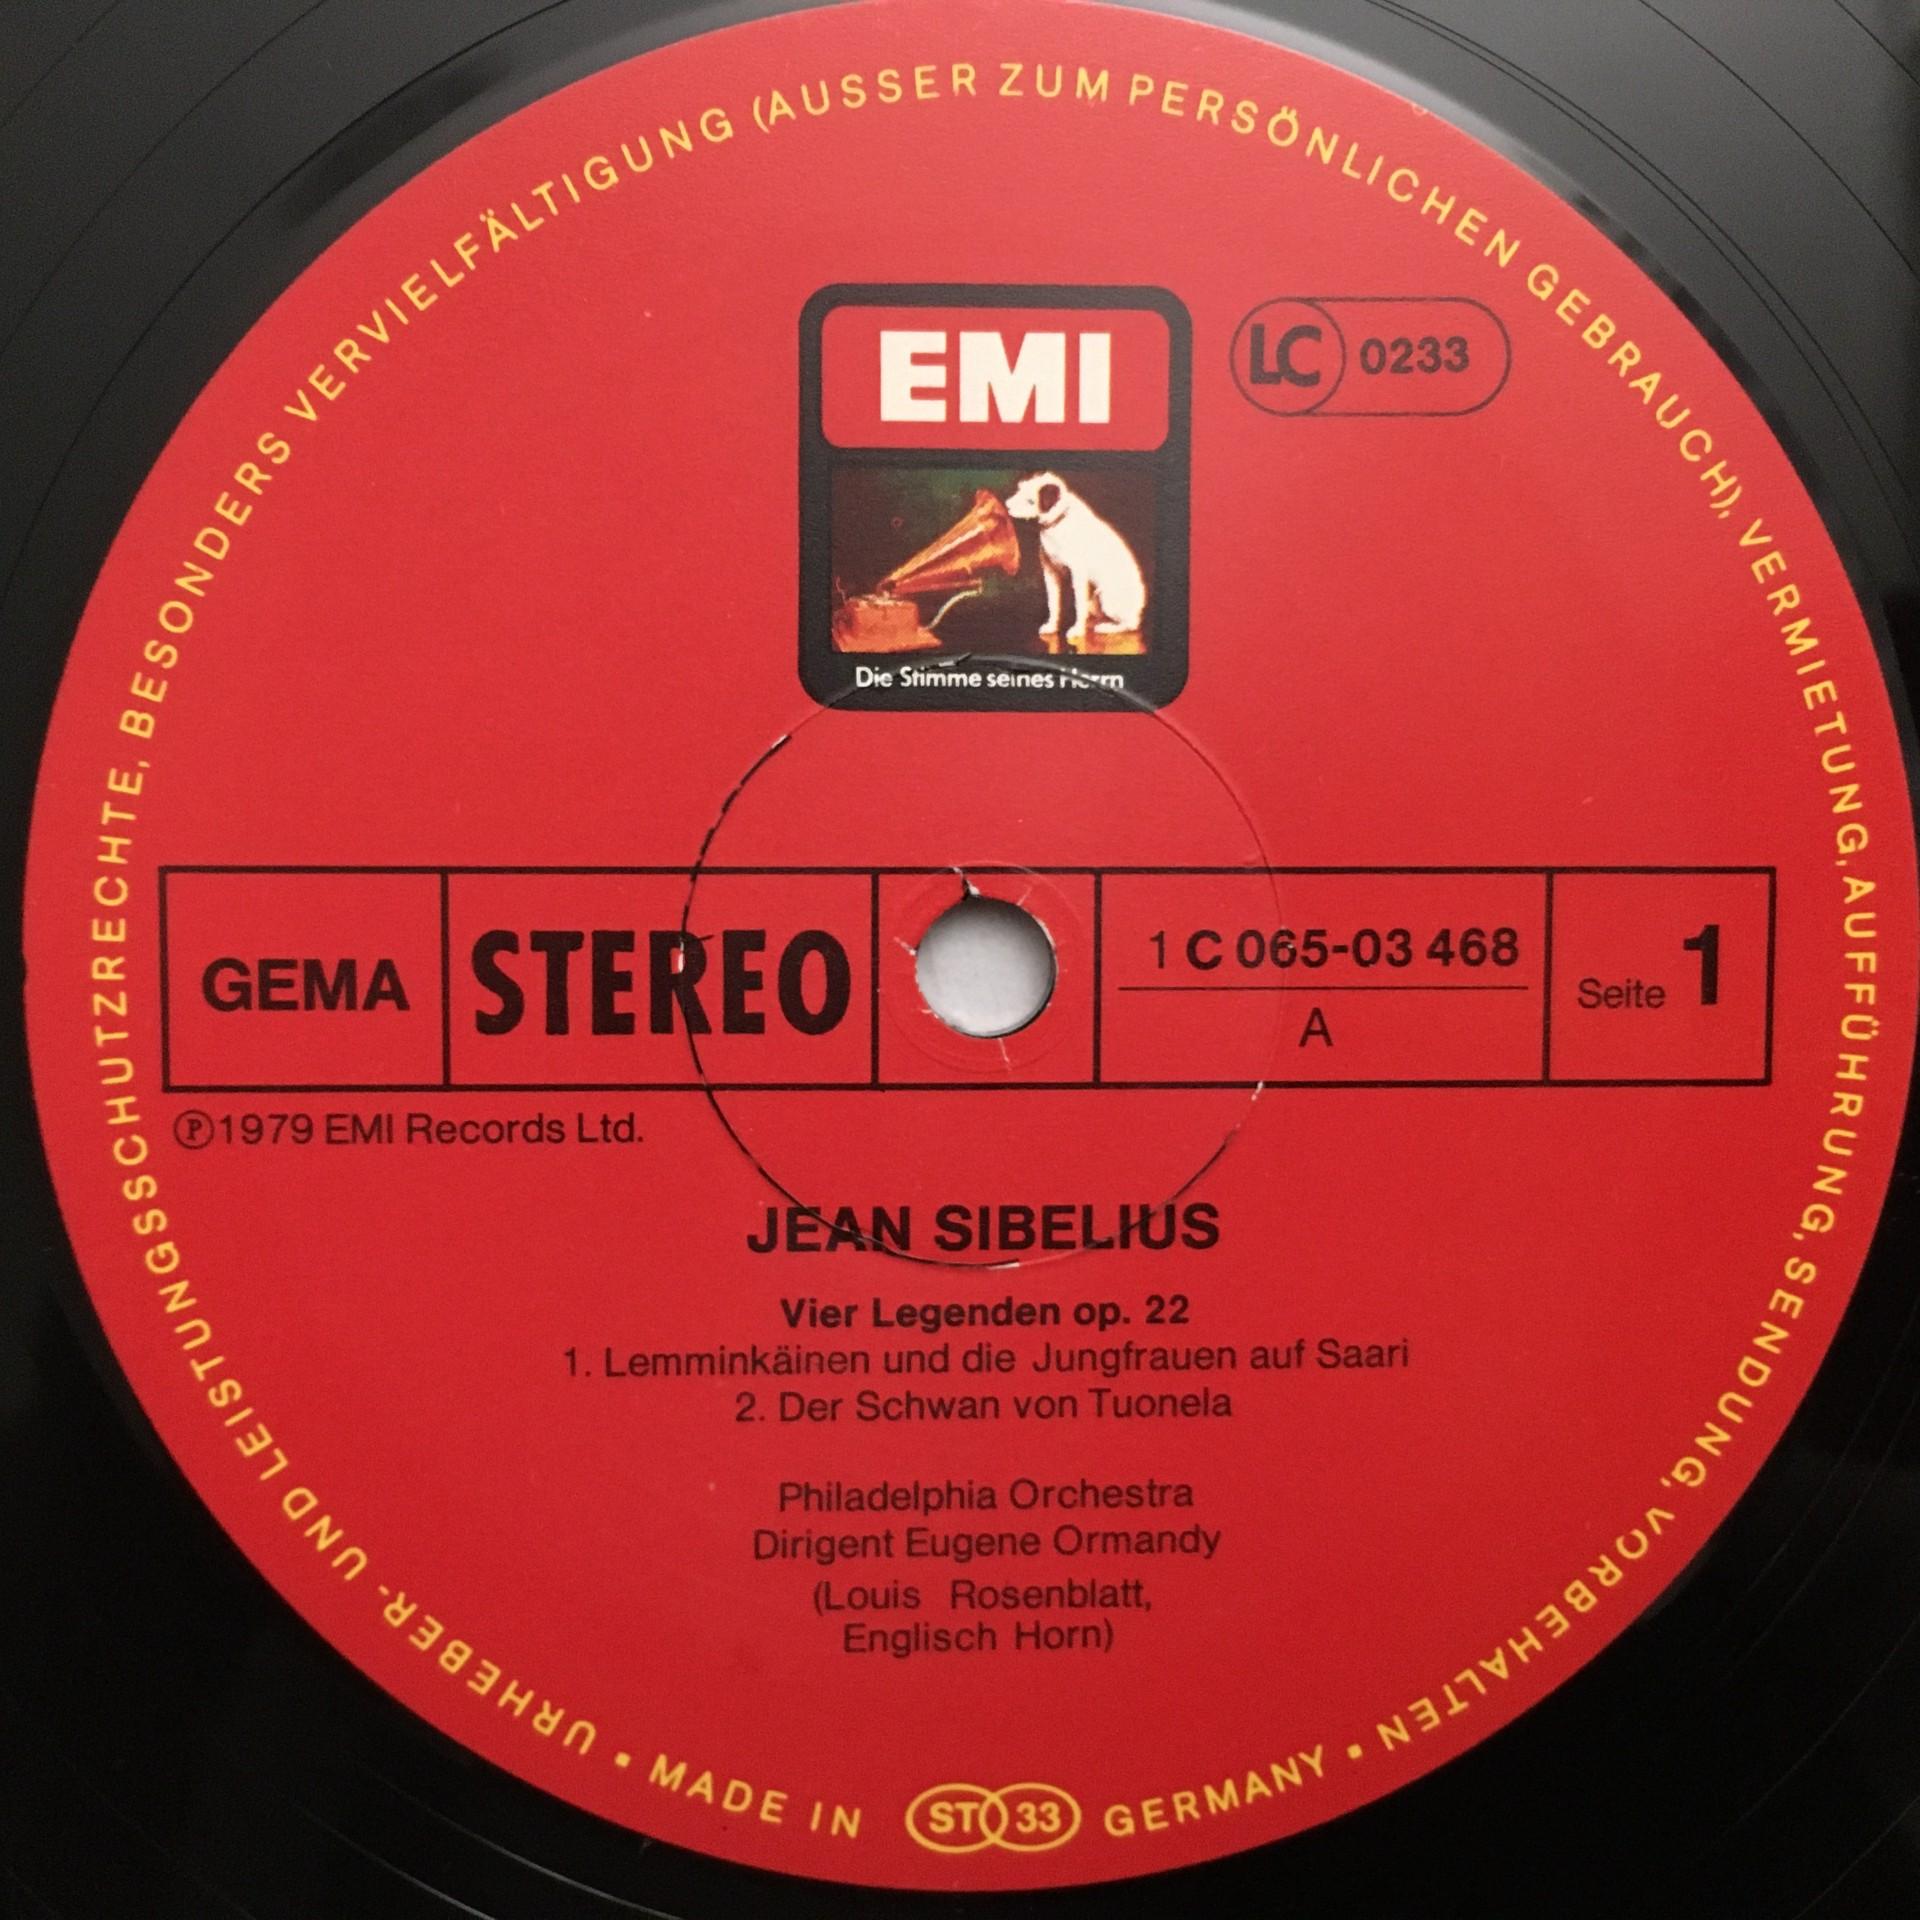 URHEBER- UND LEISTUNGSSCHUTZRECHTE, BESONDERS VERVIELFÄLTIGUNG (AUSSER ZUM PERSÖNLICHEN GEBRAUCH), VERMIETUNG, AUFFÜHRUNG, SENDUNG, VORBEHALTEN •
EMI
LC 0233
Die Stimme seines Herrn
GEMA
STEREO
1 C 065-03 468
A
Seite 1
℗1979 EMI Records Ltd.
JEAN SIBELIUS
Vier Legenden op. 22
1. Lemminkäinen und die Jungfrauen auf Saari
2. Der Schwan von Tuonela
Philadelphia Orchestra
Dirigent Eugene Ormandy
(Louis Rosenblatt,
Englisch Horn)
• MADE IN ST 33 GERMANY